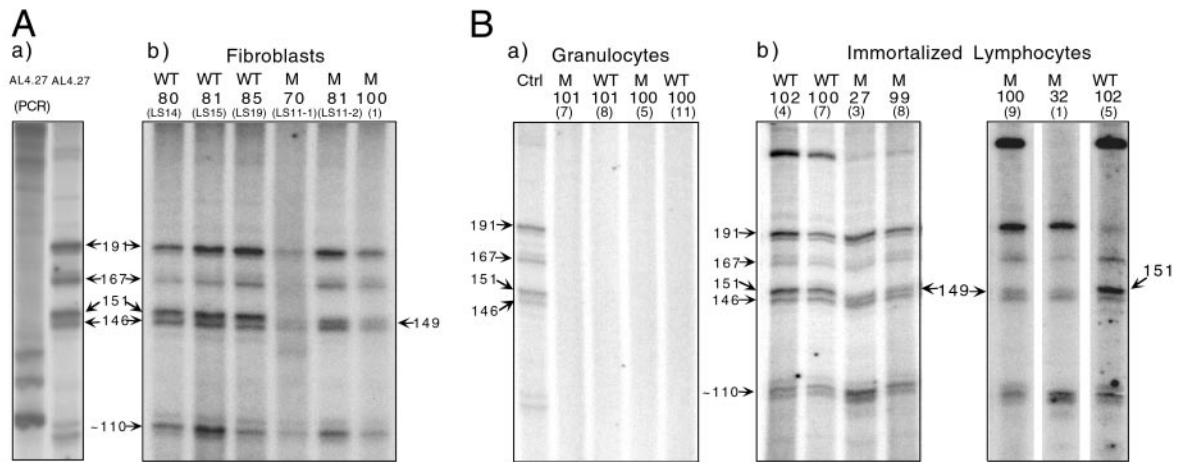 A
a)
AL4.27 AL4.27
(PCR)
b)
Fibroblasts
WT WT WT M M M
80 81 85 70 81 100
(LS14) (LS15) (LS19) (LS11-1) (LS11-2) (1)
191
167
151
146
149
~110
B
a)
Granulocytes
Ctrl M WT M WT
101 101 100 100
(7) (8) (5) (11)
191
167
151
146
b)
Immortalized Lymphocytes
WT WT M M
102 100 27 99
(4) (7) (3) (8)
191
167
151
146
~110
149
M M WT
100 32 102
(9) (1) (5)
151